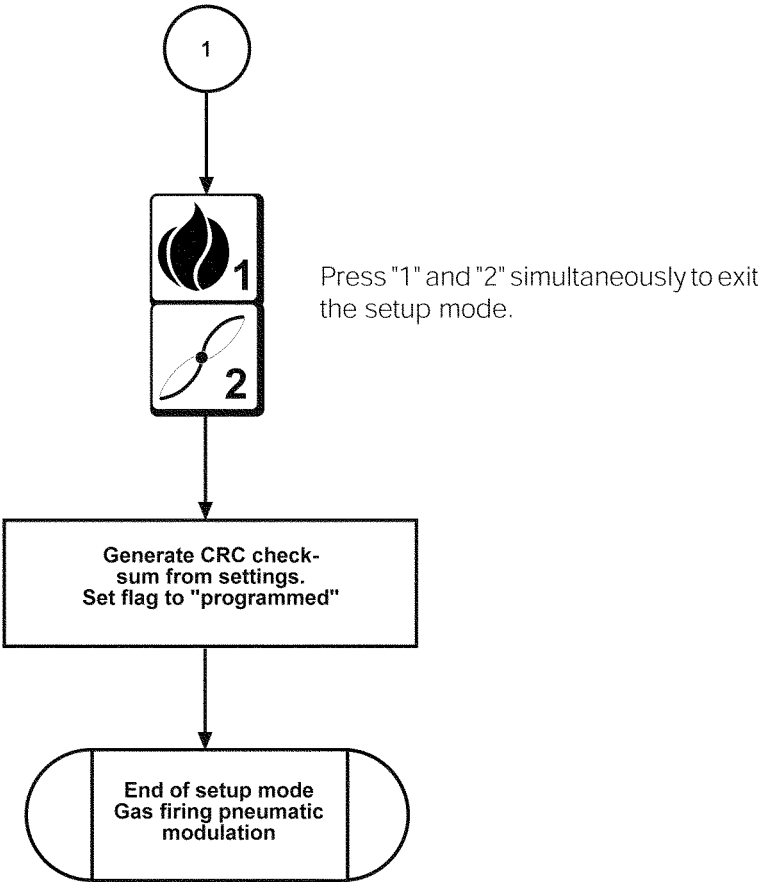 1
1
Press "1" and "2" simultaneously to exit
the setup mode.
2
Generate CRC check-
sum from settings.
Set flag to "programmed"
End of setup mode
Gas firing pneumatic
modulation